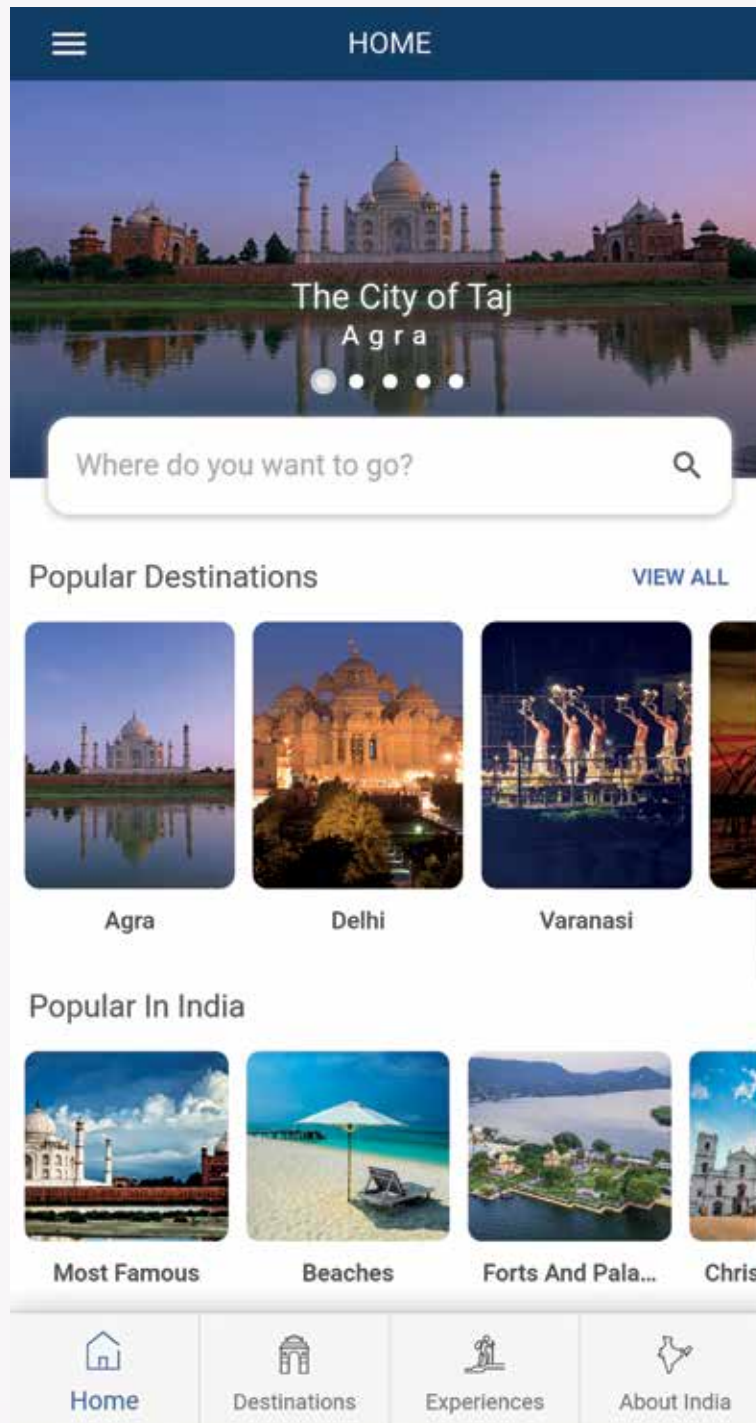 HOME
The City of Taj
Agra
Where do you want to go?
Popular Destinations VIEW ALL
Agra Delhi Varanasi
Popular In India
Most Famous Beaches Forts And Pala... Chris
Home Destinations Experiences About India